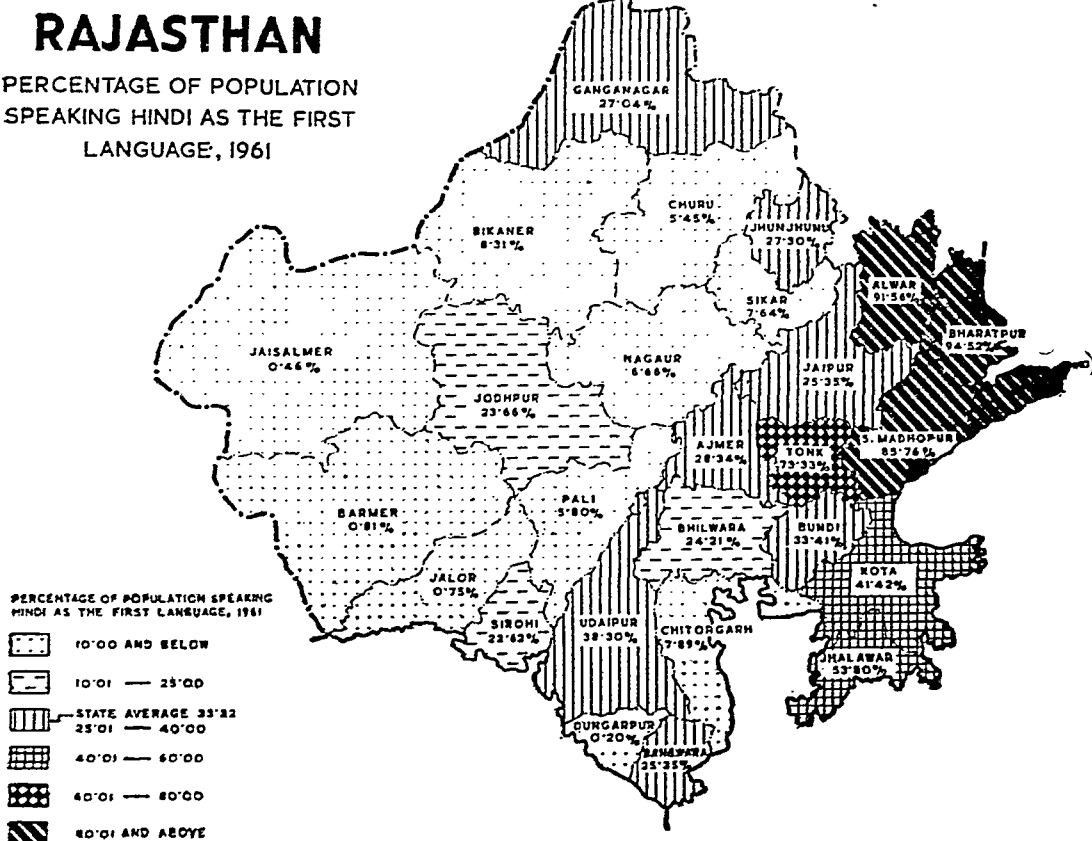 RAJASTHAN
PERCENTAGE OF POPULATION
SPEAKING HINDI AS THE FIRST
LANGUAGE, 1961
GANGANAGAR
27·04%
CHURU
5·45%
BIKANER
8·31%
JHUNJHUNU
27·30%
ALWAR
91·56%
SIKAR
7·64%
BHARATPUR
94·52%
JAISALMER
0·46%
NAGAUR
6·66%
JAIPUR
25·35%
JODHPUR
23·66%
AJMER
28·34%
TONK
73·33%
S. MADHOPUR
85·76%
PALI
5·80%
BARMER
0·81%
BHILWARA
24·21%
BUNDI
33·41%
KOTA
41·42%
JALOR
0·75%
SIROHI
22·62%
UDAIPUR
38·30%
CHITORGARH
7·89%
JHALAWAR
53·80%
DUNGARPUR
0·20%
BANSWARA
35·35%
PERCENTAGE OF POPULATION SPEAKING
HINDI AS THE FIRST LANGUAGE, 1961
10·00 AND BELOW
10·01 — 25·00
STATE AVERAGE 33·32
25·01 — 40·00
40·01 — 60·00
60·01 — 80·00
80·01 AND ABOVE